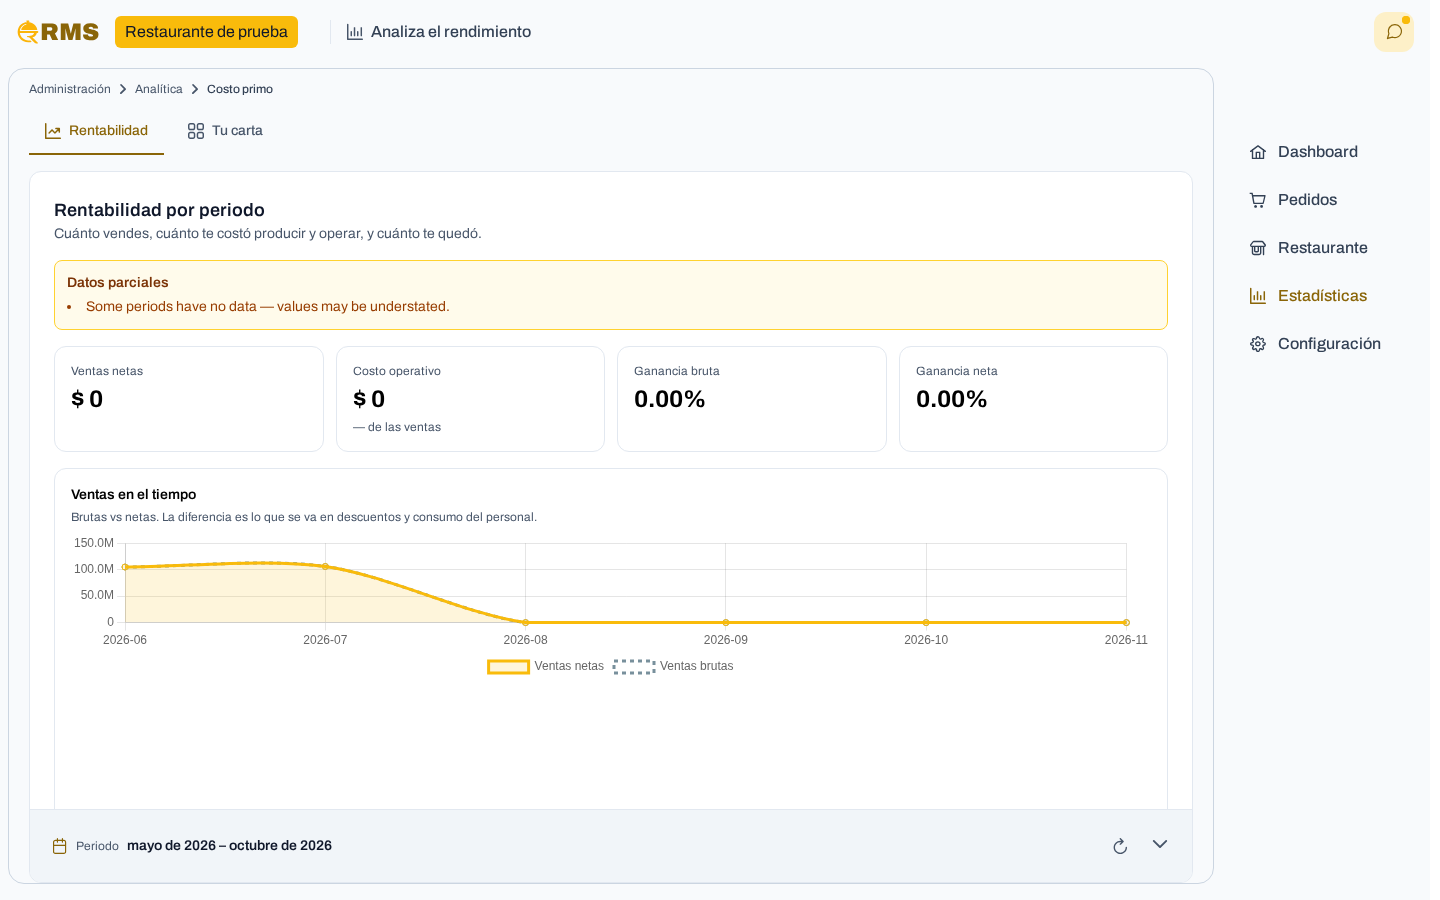 RMS
Restaurante de prueba
Analiza el rendimiento
Administración
Analítica
Costo primo
Rentabilidad
Tu carta
Rentabilidad por periodo
Cuánto vendes, cuánto te costó producir y operar, y cuánto te quedó.
Datos parciales
• Some periods have no data — values may be understated.
Ventas netas
$ 0
Costo operativo
$ 0
— de las ventas
Ganancia bruta
0.00%
Ganancia neta
0.00%
Ventas en el tiempo
Brutas vs netas. La diferencia es lo que se va en descuentos y consumo del personal.
150.0M
100.0M
50.0M
0
2026-06
2026-07
2026-08
2026-09
2026-10
2026-11
Ventas netas
Ventas brutas
Periodo mayo de 2026 – octubre de 2026
Dashboard
Pedidos
Restaurante
Estadísticas
Configuración